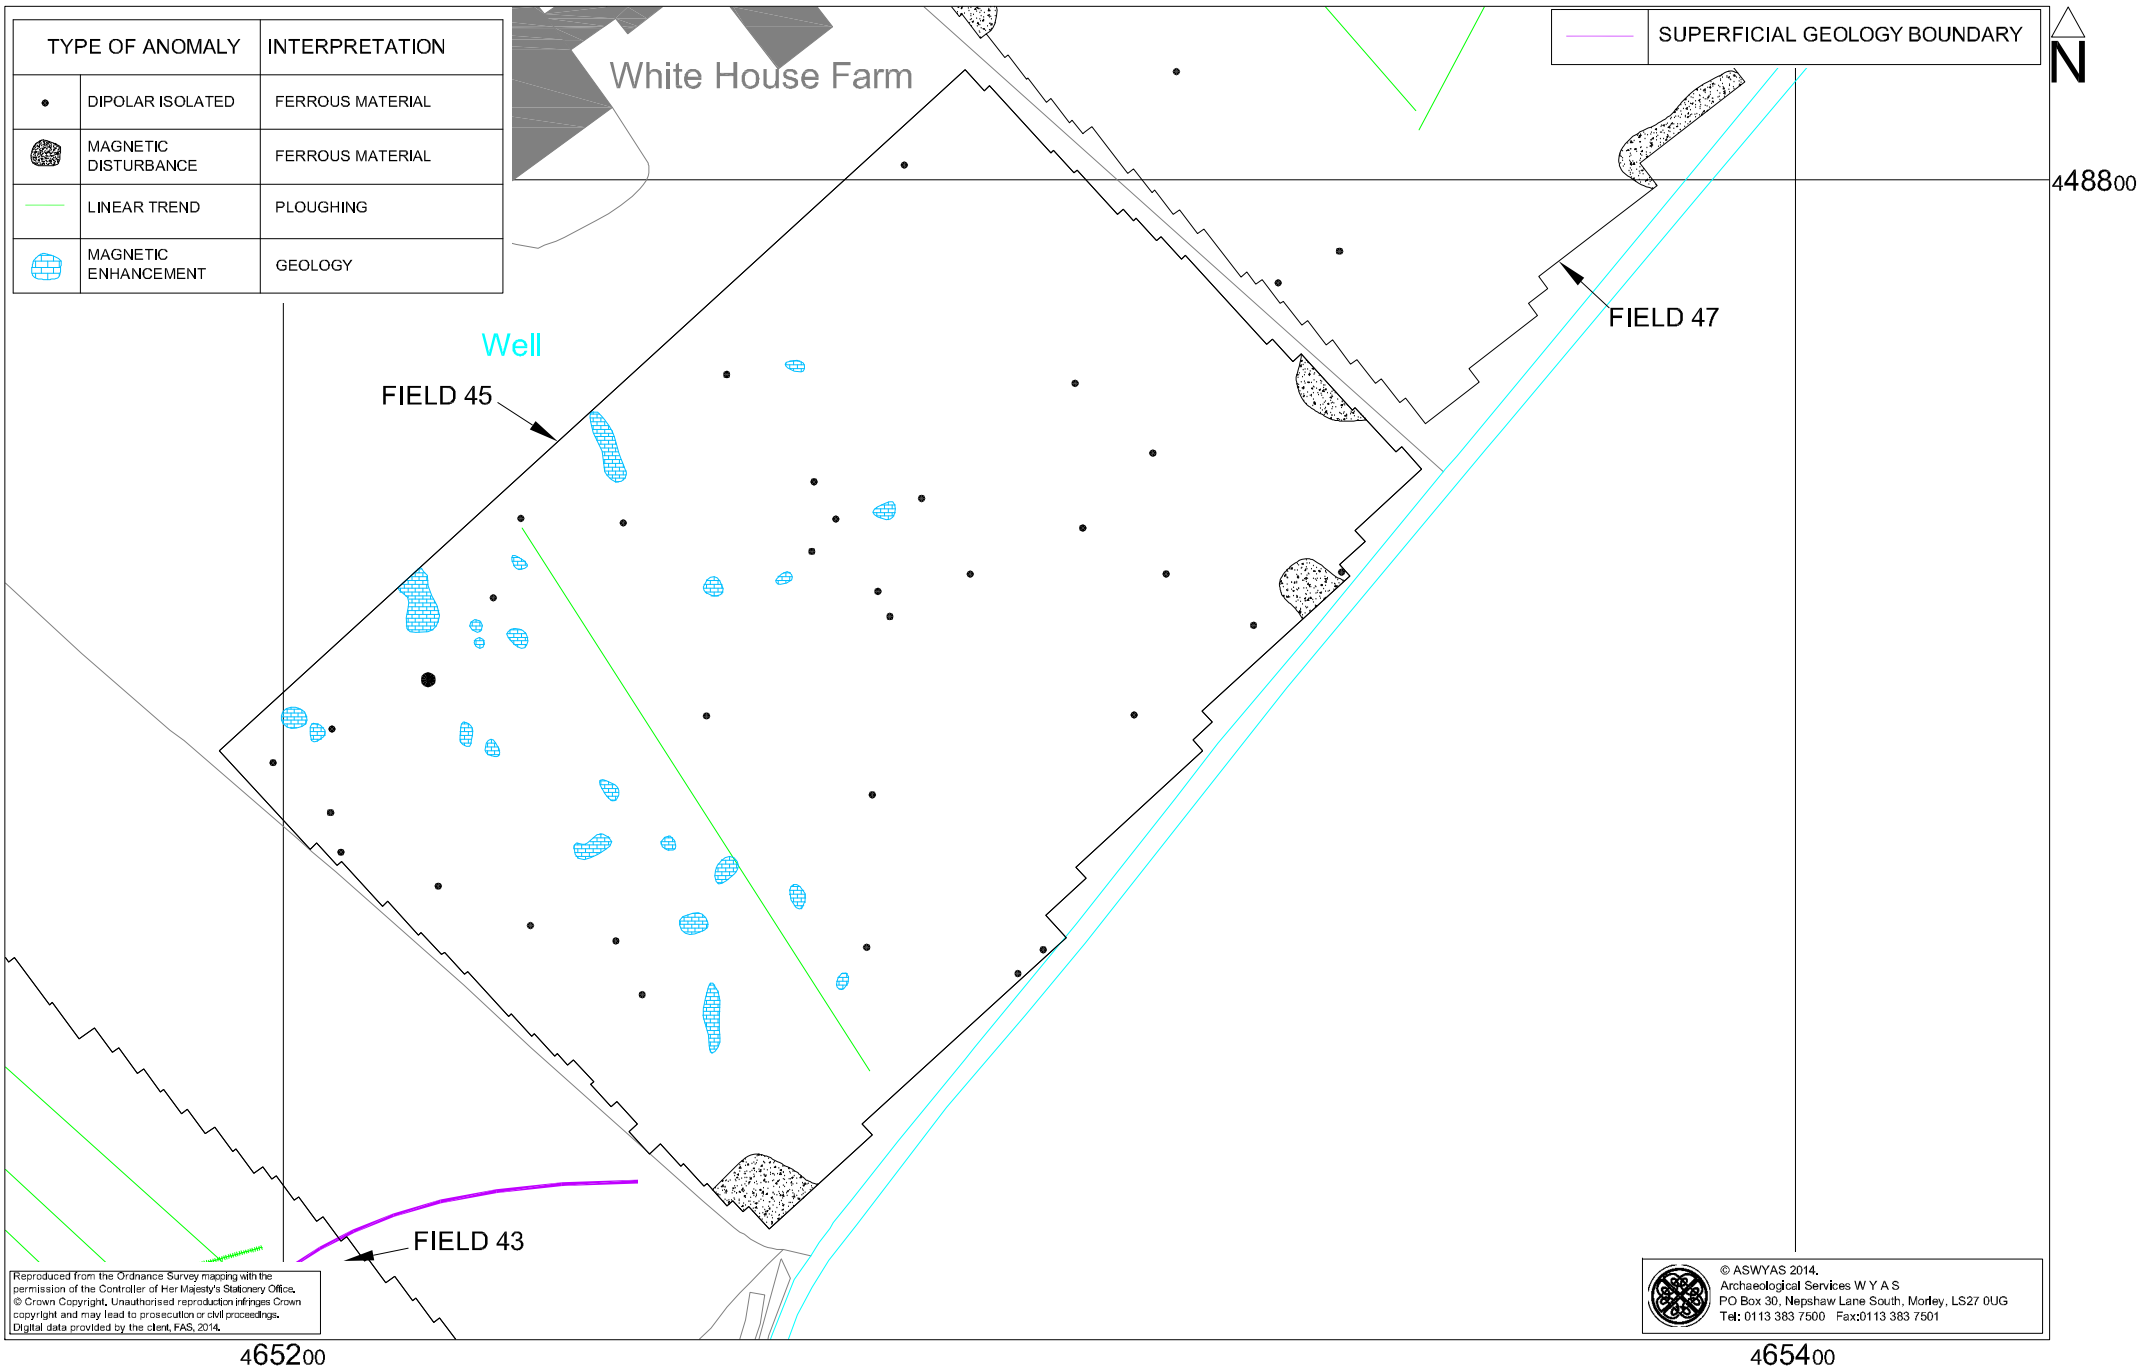 TYPE OF ANOMALY INTERPRETATION
DIPOLAR ISOLATED FERROUS MATERIAL
MAGNETIC
DISTURBANCE
FERROUS MATERIAL
LINEAR TREND PLOUGHING
MAGNETIC
ENHANCEMENT
GEOLOGY
White House Farm
SUPERFICIAL GEOLOGY BOUNDARY
N
448800
FIELD 47
Well
FIELD 45
FIELD 43
Reproduced from the Ordnance Survey mapping with the
permission of the Controller of Her Majesty's Stationery Office.
© Crown Copyright. Unauthorised reproduction infringes Crown
copyright and may lead to prosecution or civil proceedings.
Digital data provided by the client, FAS, 2014.
© ASWYAS 2014.
Archaeological Services W Y A S
PO Box 30, Nepshaw Lane South, Morley, LS27 0UG
Tel: 0113 383 7500 Fax:0113 383 7501
465200
465400